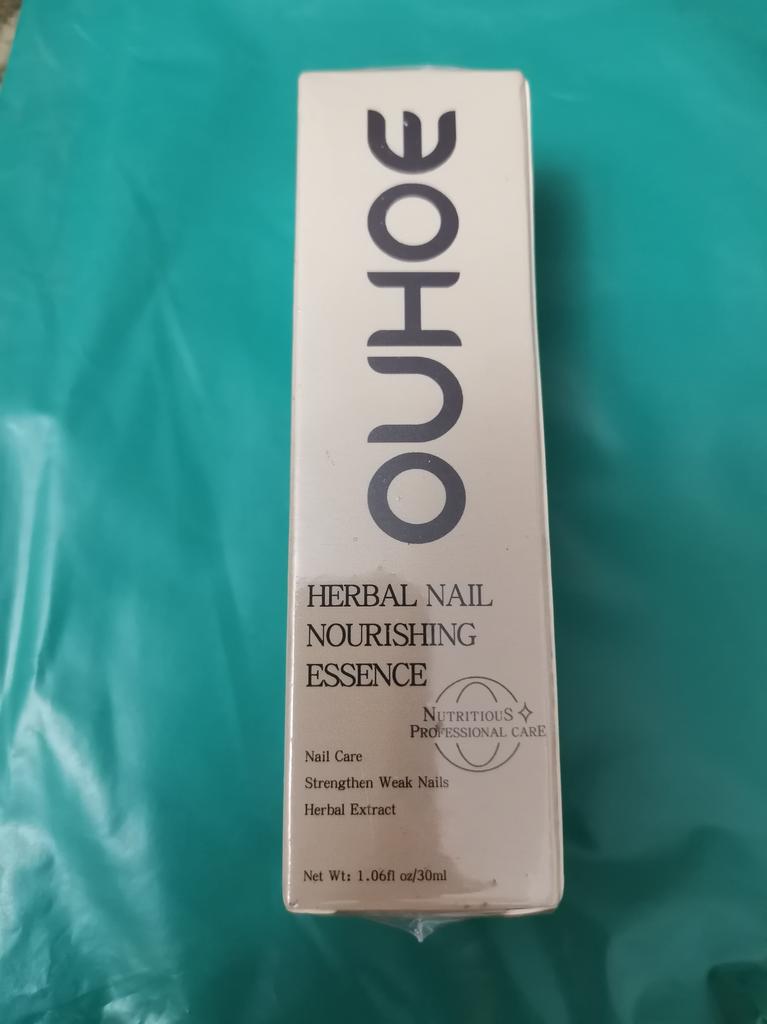 OUHOE
HERBAL NAIL
NOURISHING
ESSENCE
NUTRITIOUS
PROFESSIONAL CARE
Nail Care
Strengthen Weak Nails
Herbal Extract
Net Wt: 1.06fl oz/30ml